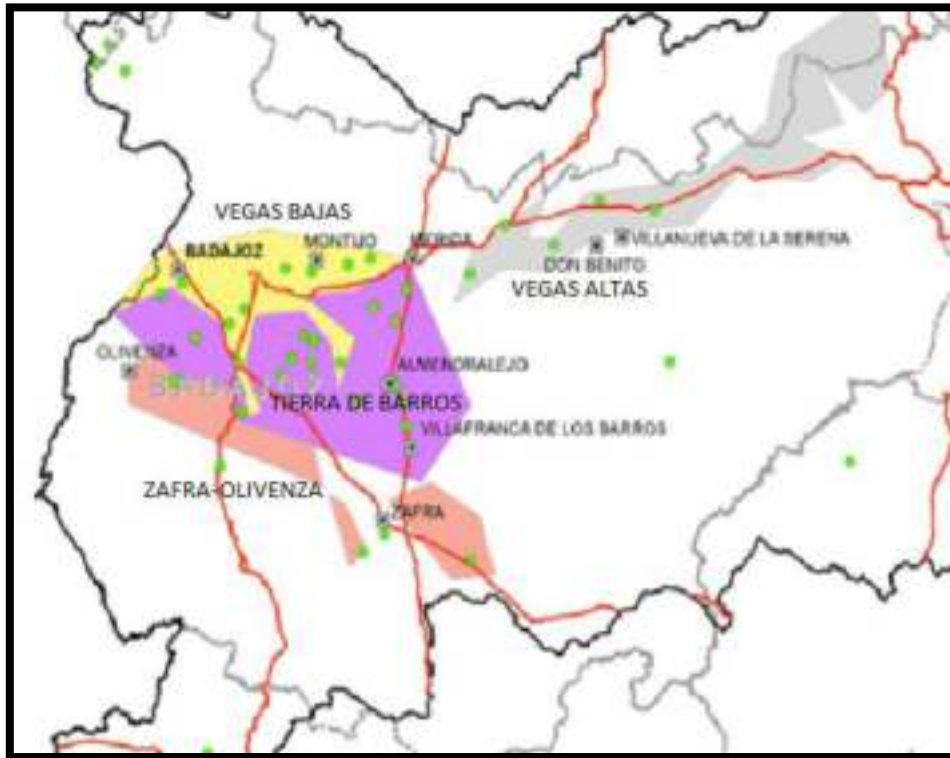 VEGAS BAJAS
BADAJOZ
MONTIJO
MERIDA
VILLANUEVA DE LA SERENA
DON BENITO
VEGAS ALTAS
OLIVENZA
ALMENDRALEJO
BADAJOZ
TIERRA DE BARROS
VILLAFRANCA DE LOS BARROS
ZAFRA-OLIVENZA
ZAFRA